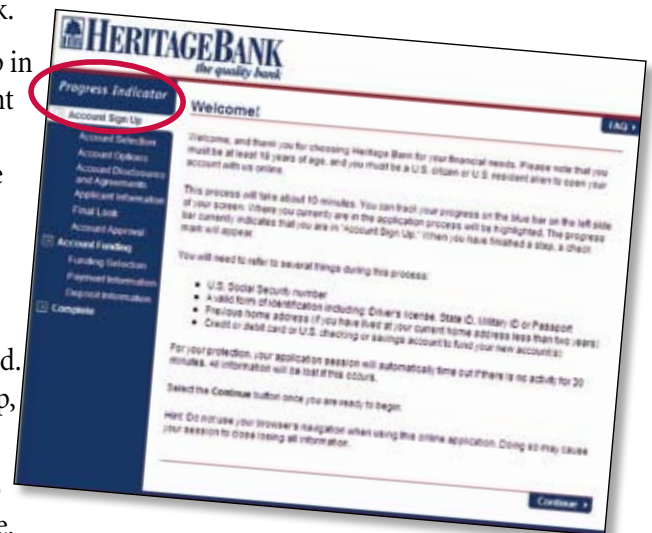 k.
p in
nt
e
d.
p,
e.
HERITAGEBANK
the quality bank
Progress Indicator
Account Sign Up
Account Selection
Account Options
Account Disclosures
and Agreements
Applicant Information
Final Look
Account Approval
Account Funding
Funding Selection
Payment Information
Deposit Information
Complete
Welcome!
FAQ
Welcome, and thank you for choosing Heritage Bank for your financial needs. Please note that you
must be at least 18 years of age, and you must be a U.S. citizen or U.S. resident alien to open your
account with us online.
This process will take about 10 minutes. You can track your progress on the blue bar on the left side
of your screen. Where you currently are in the application process will be highlighted. The progress
bar currently indicates that you are in "Account Sign Up." When you have finished a step, a check
mark will appear.
You will need to refer to several things during this process:
• U.S. Social Security number
• A valid form of identification including: Driver's license, State ID, Military ID or Passport
• Previous home address (if you have lived at your current home address less than two years)
• Credit or debit card or U.S. checking or savings account to fund your new account(s)
For your protection, your application session will automatically time out if there is no activity for 30
minutes. All information will be lost if this occurs.
Select the Continue button once you are ready to begin.
Hint: Do not use your browser's navigation when using this online application. Doing so may cause
your session to close losing all information.
Continue